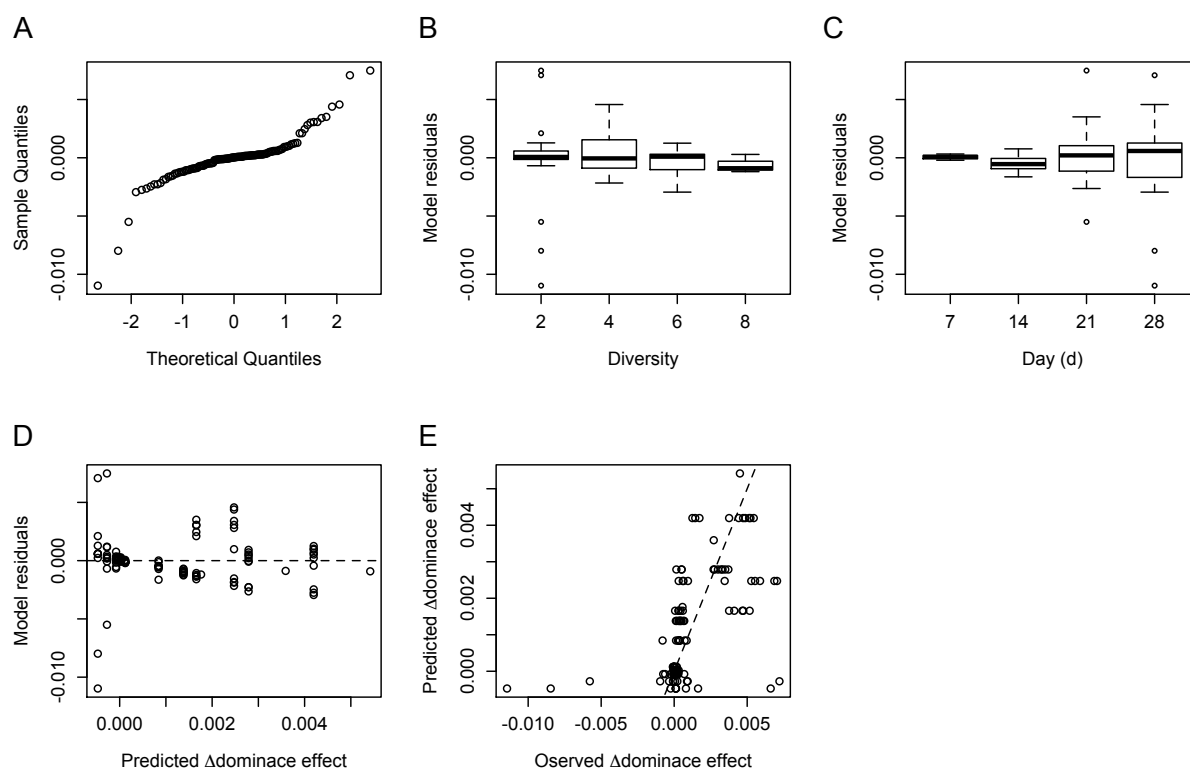 A
B
C
Sample Quantiles
-0.010
0.000
-2
-1
0
1
2
Theoretical Quantiles
Model residuals
-0.010
0.000
2
4
6
8
Diversity
Model residuals
-0.010
0.000
7
14
21
28
Day (d)
D
E
Model residuals
-0.010
0.000
0.000
0.002
0.004
Predicted Δdominace effect
Predicted Δdominace effect
0.000
0.002
0.004
-0.010
-0.005
0.000
0.005
Oserved Δdominace effect